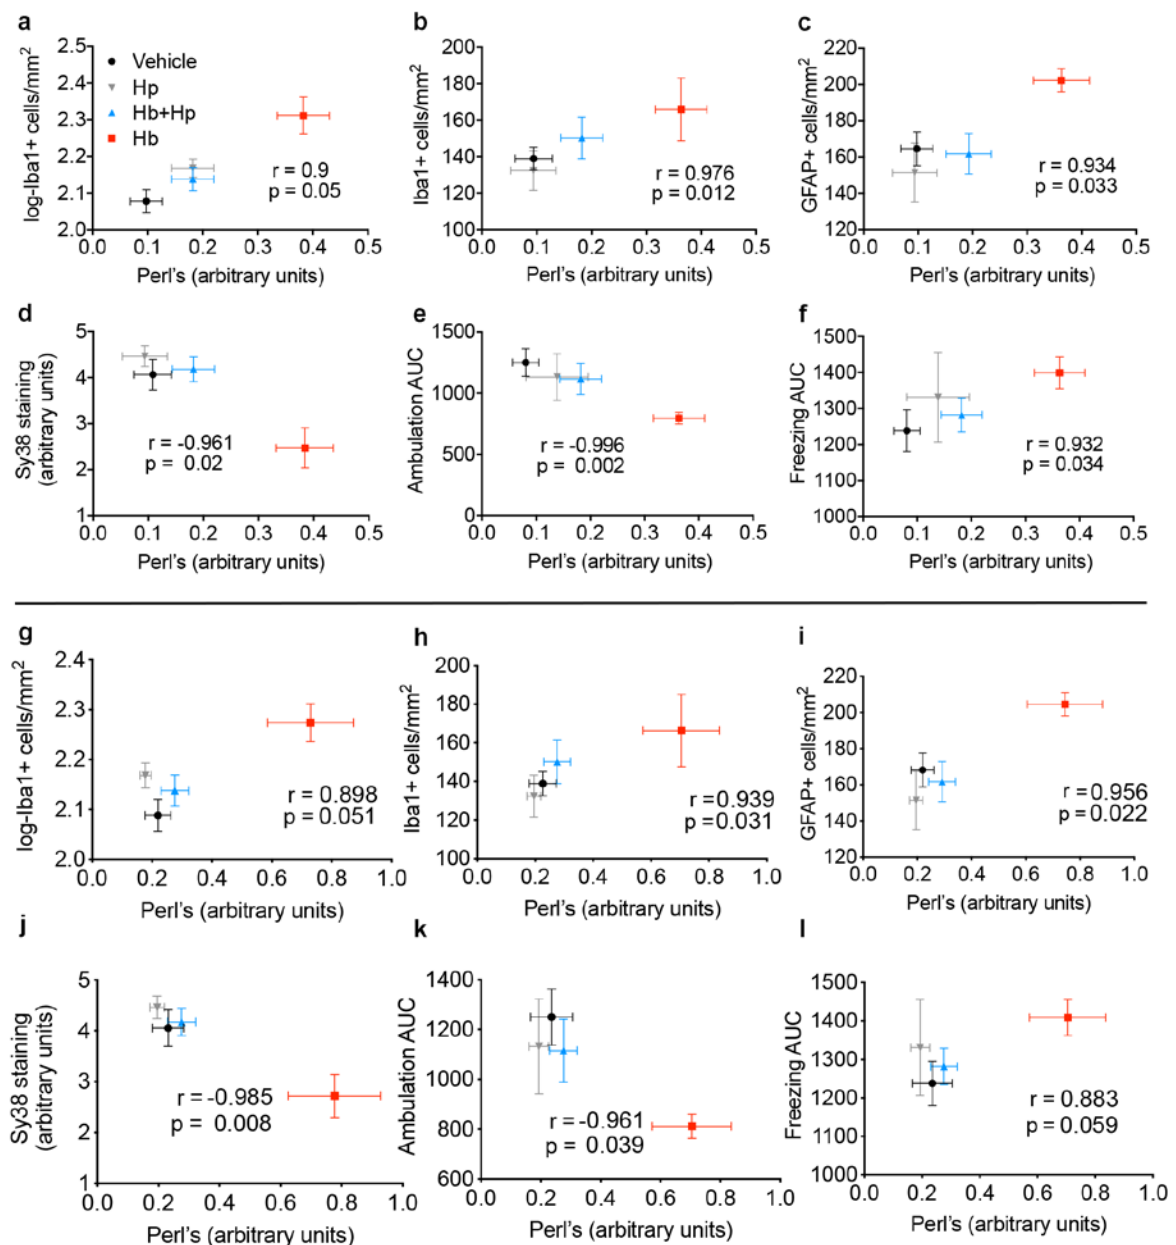 a
log-Iba1+ cells/mm²
2.5
2.4
2.3
2.2
2.1
2.0
Vehicle
Hp
Hb+Hp
Hb
r = 0.9
p = 0.05
0.0 0.1 0.2 0.3 0.4 0.5
Perl's (arbitrary units)
b
Iba1+ cells/mm²
200
180
160
140
120
100
r = 0.976
p = 0.012
0.0 0.1 0.2 0.3 0.4 0.5
Perl's (arbitrary units)
c
GFAP+ cells/mm²
220
200
180
160
140
120
r = 0.934
p = 0.033
0.0 0.1 0.2 0.3 0.4 0.5
Perl's (arbitrary units)
d
Sy38 staining
(arbitrary units)
5
4
3
2
1
r = -0.961
p = 0.02
0.0 0.1 0.2 0.3 0.4 0.5
Perl's (arbitrary units)
e
Ambulation AUC
1500
1000
500
0
r = -0.996
p = 0.002
0.0 0.1 0.2 0.3 0.4 0.5
Perl's (arbitrary units)
f
Freezing AUC
1500
1400
1300
1200
1100
1000
r = 0.932
p = 0.034
0.0 0.1 0.2 0.3 0.4 0.5
Perl's (arbitrary units)
g
log-Iba1+ cells/mm²
2.4
2.3
2.2
2.1
2.0
r = 0.898
p = 0.051
0.0 0.2 0.4 0.6 0.8 1.0
Perl's (arbitrary units)
h
Iba1+ cells/mm²
200
180
160
140
120
100
r =0.939
p =0.031
0.0 0.2 0.4 0.6 0.8 1.0
Perl's (arbitrary units)
i
GFAP+ cells/mm²
220
200
180
160
140
120
r = 0.956
p = 0.022
0.0 0.2 0.4 0.6 0.8 1.0
Perl's (arbitrary units)
j
Sy38 staining
(arbitrary units)
5
4
3
2
1
r = -0.985
p = 0.008
0.0 0.2 0.4 0.6 0.8 1.0
Perl's (arbitrary units)
k
Ambulation AUC
1400
1200
1000
800
600
r = -0.961
p = 0.039
0.0 0.2 0.4 0.6 0.8 1.0
Perl's (arbitrary units)
l
Freezing AUC
1500
1400
1300
1200
1100
1000
r = 0.883
p = 0.059
0.0 0.2 0.4 0.6 0.8 1.0
Perl's (arbitrary units)